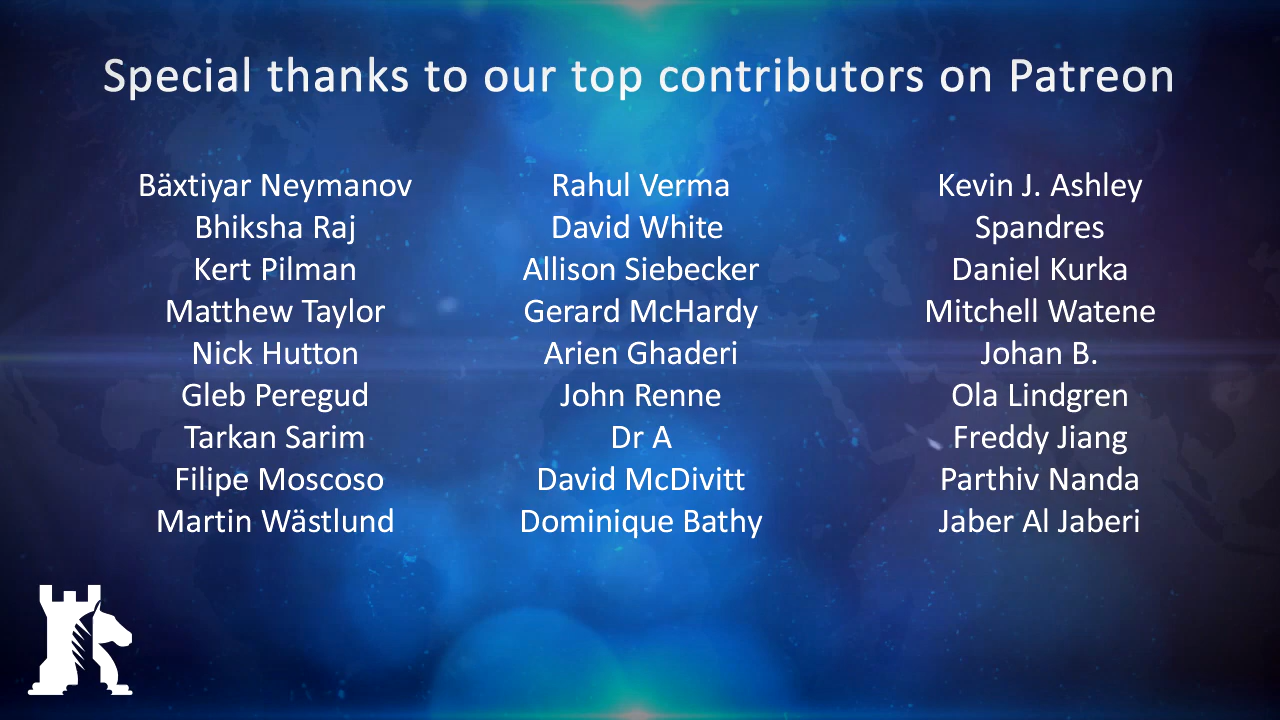 Special thanks to our top contributors on Patreon
Bäxtiyar Neymanov
Bhiksha Raj
Kert Pilman
Matthew Taylor
Nick Hutton
Gleb Peregud
Tarkan Sarim
Filipe Moscoso
Martin Wästlund
Rahul Verma
David White
Allison Siebecker
Gerard McHardy
Arien Ghaderi
John Renne
Dr A
David McDivitt
Dominique Bathy
Kevin J. Ashley
Spandres
Daniel Kurka
Mitchell Watene
Johan B.
Ola Lindgren
Freddy Jiang
Parthiv Nanda
Jaber Al Jaberi